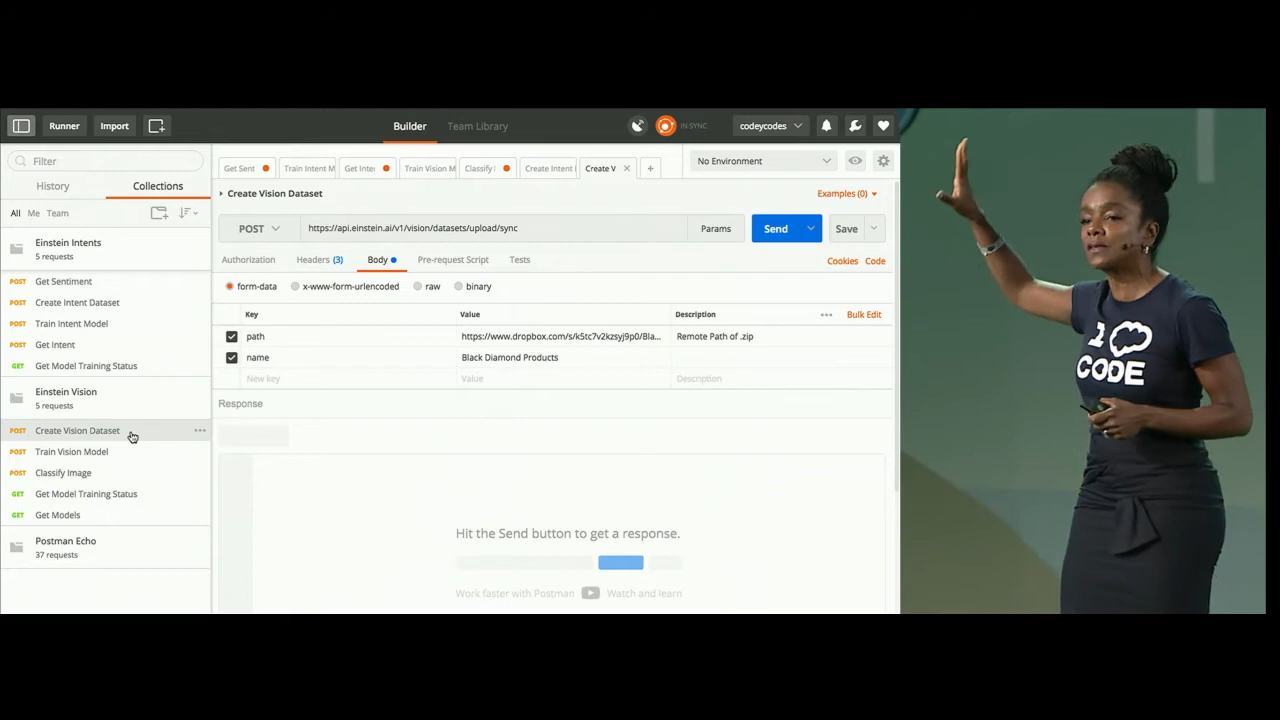 Runner Import Builder Team Library IN SYNC codeycodes
Filter
History Collections
All Me Team
Einstein Intents
5 requests
POST Get Sentiment
POST Create Intent Dataset
POST Train Intent Model
POST Get Intent
GET Get Model Training Status
Einstein Vision
5 requests
POST Create Vision Dataset
POST Train Vision Model
POST Classify Image
GET Get Model Training Status
GET Get Models
Postman Echo
37 requests
Get Sent Train Intent M Get Inte Train Vision M Classify Create Intent Create V No Environment
Create Vision Dataset Examples (0)
POST https://api.einstein.ai/v1/vision/datasets/upload/sync Params Send Save
Authorization Headers (3) Body Pre-request Script Tests Cookies Code
form-data x-www-form-urlencoded raw binary
Key Value Description Bulk Edit
path https://www.dropbox.com/s/k5tc7v2kzsyj9p0/Bla... Remote Path of .zip
name Black Diamond Products
New key Value Description
Response
Hit the Send button to get a response.
Work faster with Postman Watch and learn
I
CODE